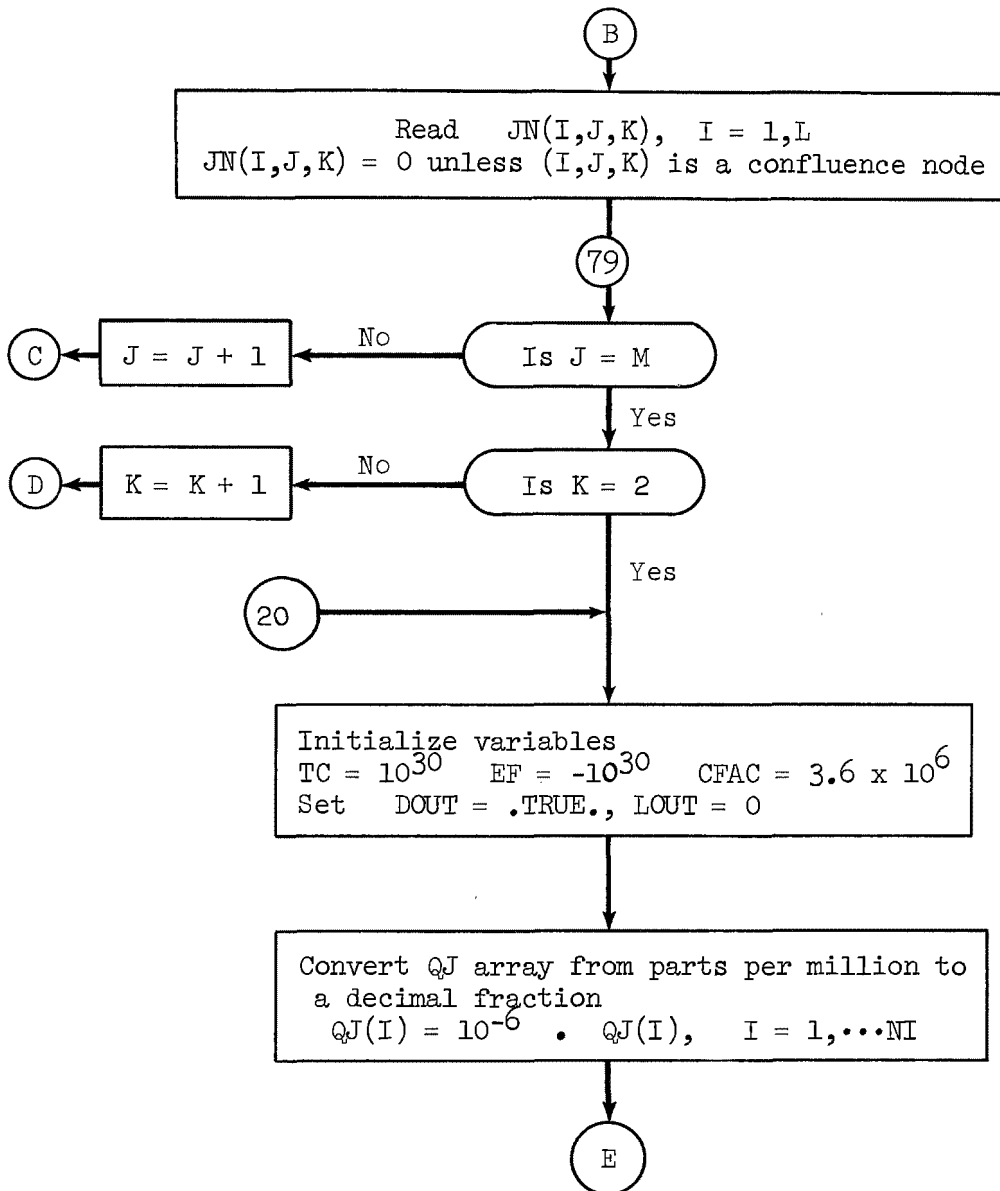 B
Read JN(I,J,K), I = 1,L
JN(I,J,K) = 0 unless (I,J,K) is a confluence node
79
C
J = J + 1
No
Is J = M
Yes
D
K = K + 1
No
Is K = 2
Yes
20
Initialize variables
TC = 10^30 EF = -10^30 CFAC = 3.6 x 10^6
Set DOUT = .TRUE., LOUT = 0
Convert QJ array from parts per million to
a decimal fraction
QJ(I) = 10^-6 . QJ(I), I = 1,...NI
E